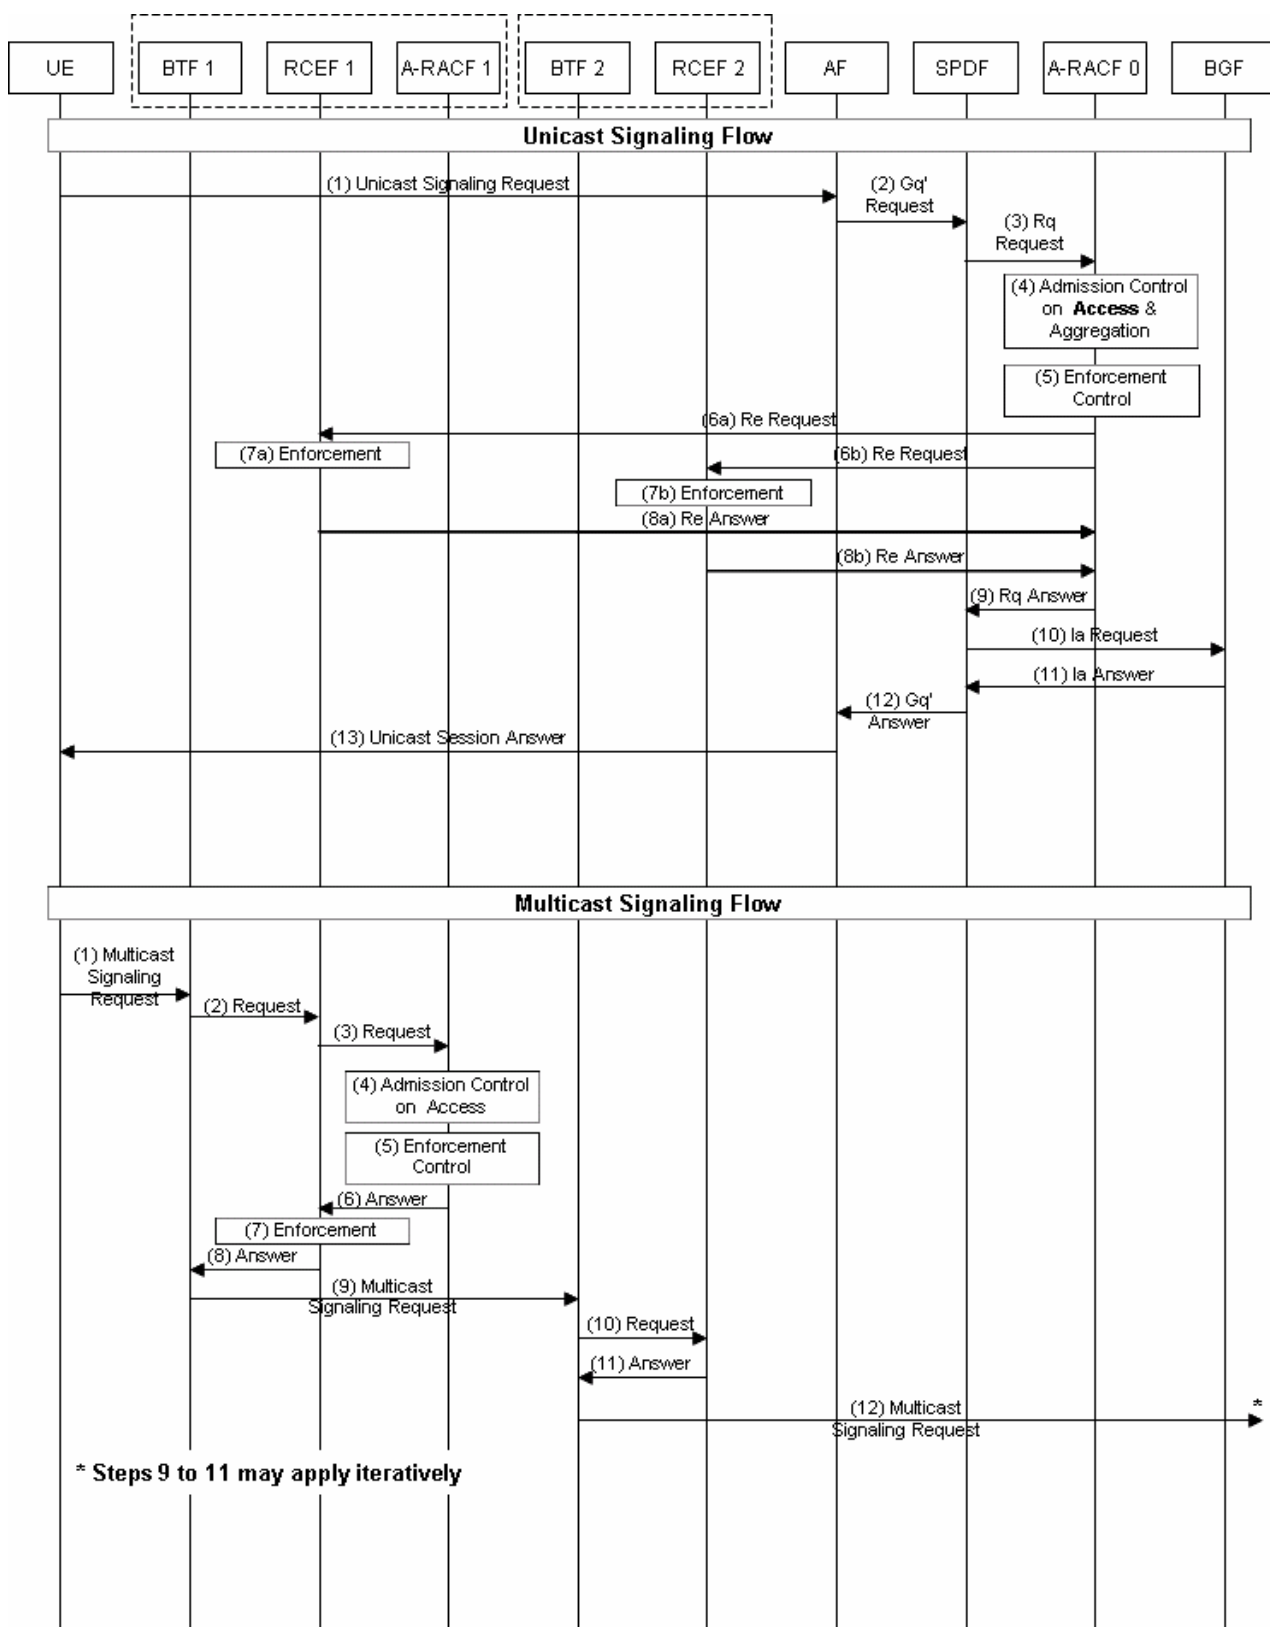 UE
BTF 1
RCEF 1
A-RACF 1
BTF 2
RCEF 2
AF
SPDF
A-RACF 0
BGF
Unicast Signaling Flow
(1) Unicast Signaling Request
(2) Gq'
Request
(3) Rq
Request
(4) Admission Control
on Access &
Aggregation
(5) Enforcement
Control
(6a) Re Request
(7a) Enforcement
(6b) Re Request
(7b) Enforcement
(8a) Re Answer
(8b) Re Answer
(9) Rq Answer
(10) Ia Request
(11) Ia Answer
(12) Gq'
Answer
(13) Unicast Session Answer
Multicast Signaling Flow
(1) Multicast
Signaling
Request
(2) Request
(3) Request
(4) Admission Control
on Access
(5) Enforcement
Control
(6) Answer
(7) Enforcement
(8) Answer
(9) Multicast
Signaling Request
(10) Request
(11) Answer
(12) Multicast
Signaling Request
*
* Steps 9 to 11 may apply iteratively